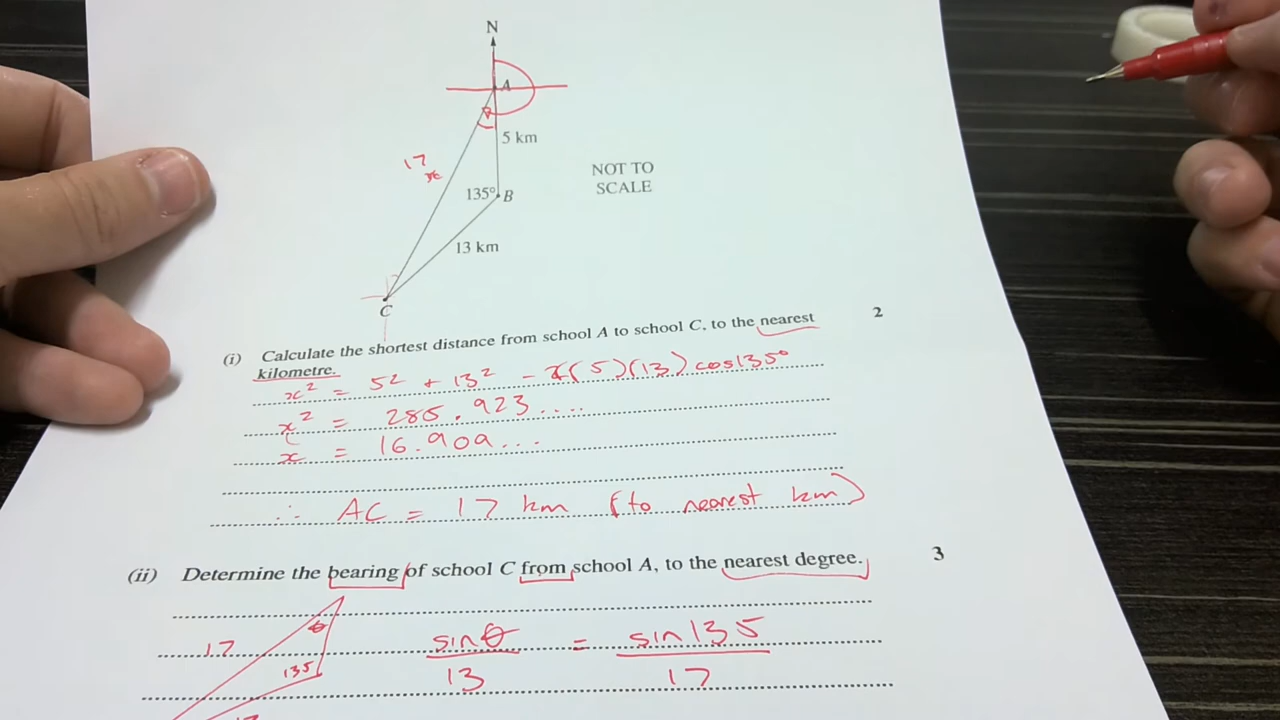 N
A
5 km
17
x
NOT TO
SCALE
135° B
13 km
C
(i) Calculate the shortest distance from school A to school C, to the nearest 2
kilometre.
x² = 5² + 13² - 2(5)(13) cos135°
x² = 285.923....
x = 16.909...
∴ AC = 17 km (to nearest km)
(ii) Determine the bearing of school C from school A, to the nearest degree. 3
θ
17 sinθ = sin135
135
13 17